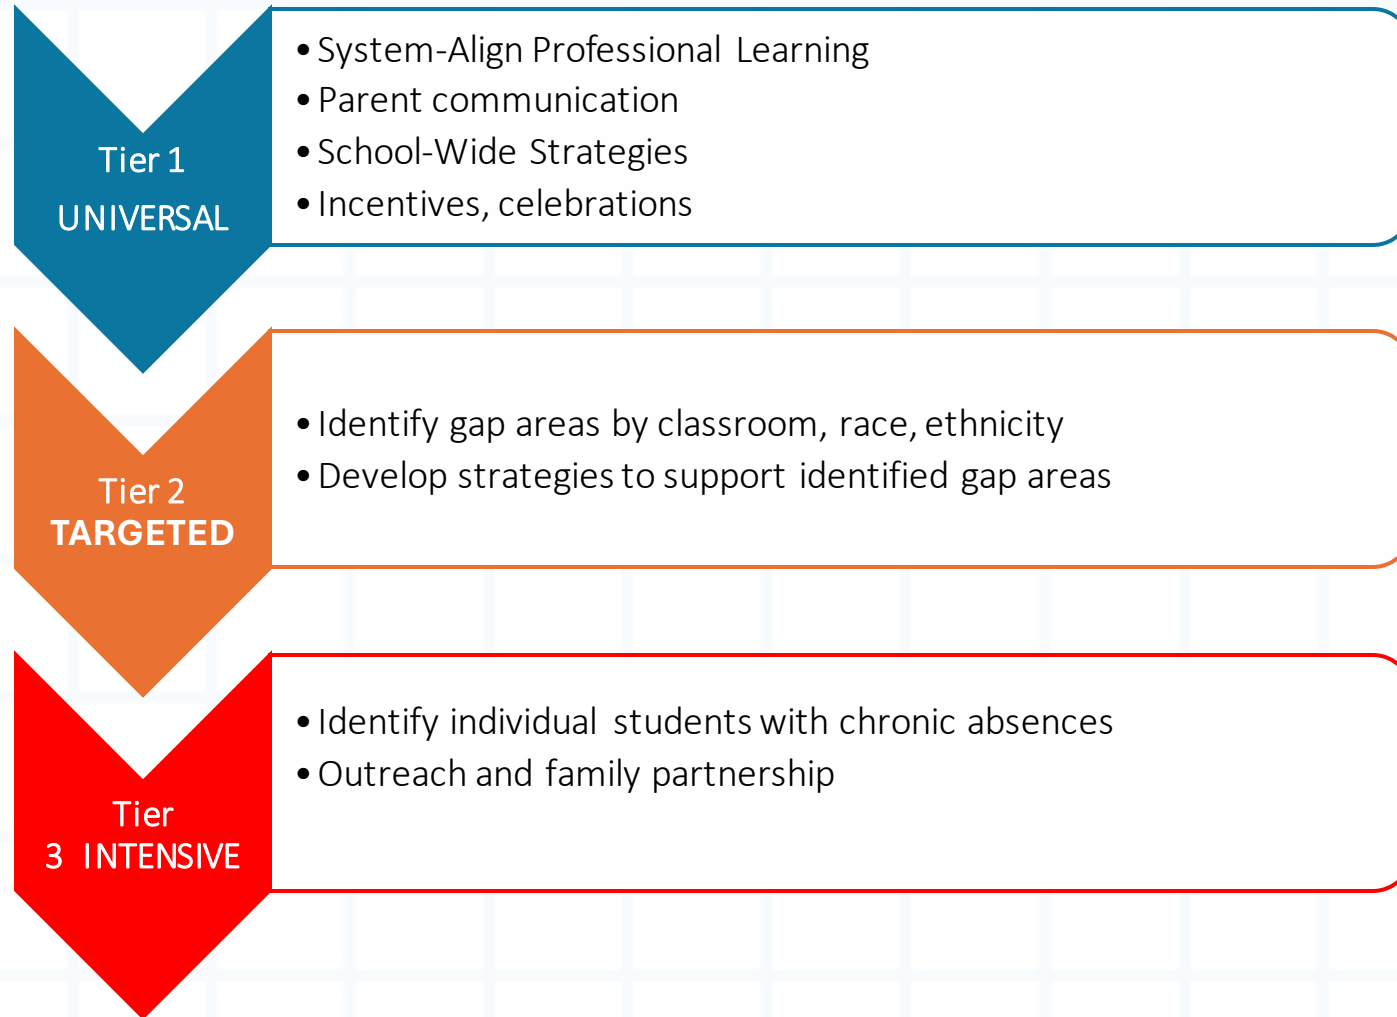 Tier 1
UNIVERSAL
• System-Align Professional Learning
• Parent communication
• School-Wide Strategies
• Incentives, celebrations
Tier 2
TARGETED
• Identify gap areas by classroom, race, ethnicity
• Develop strategies to support identified gap areas
Tier
3 INTENSIVE
• Identify individual students with chronic absences
• Outreach and family partnership